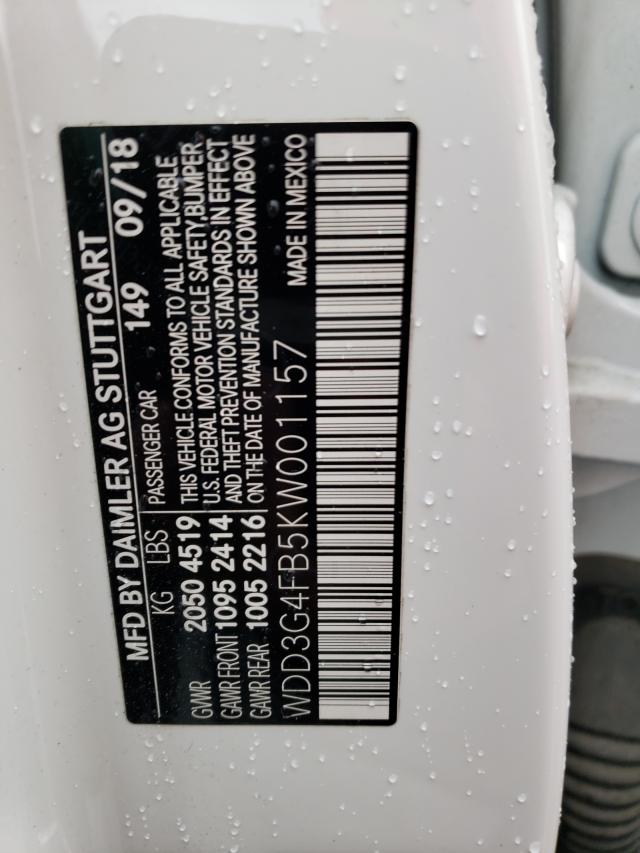 MFD BY DAIMLER AG STUTTGART
149 09/18
KG LBS PASSENGER CAR
GVWR 2050 4519 THIS VEHICLE CONFORMS TO ALL APPLICABLE
GAWR FRONT 1095 2414 U.S. FEDERAL MOTOR VEHICLE SAFETY,BUMPER,
GAWR REAR 1005 2216 AND THEFT PREVENTION STANDARDS IN EFFECT
ON THE DATE OF MANUFACTURE SHOWN ABOVE
WDD3G4FB5KW001157 MADE IN MEXICO